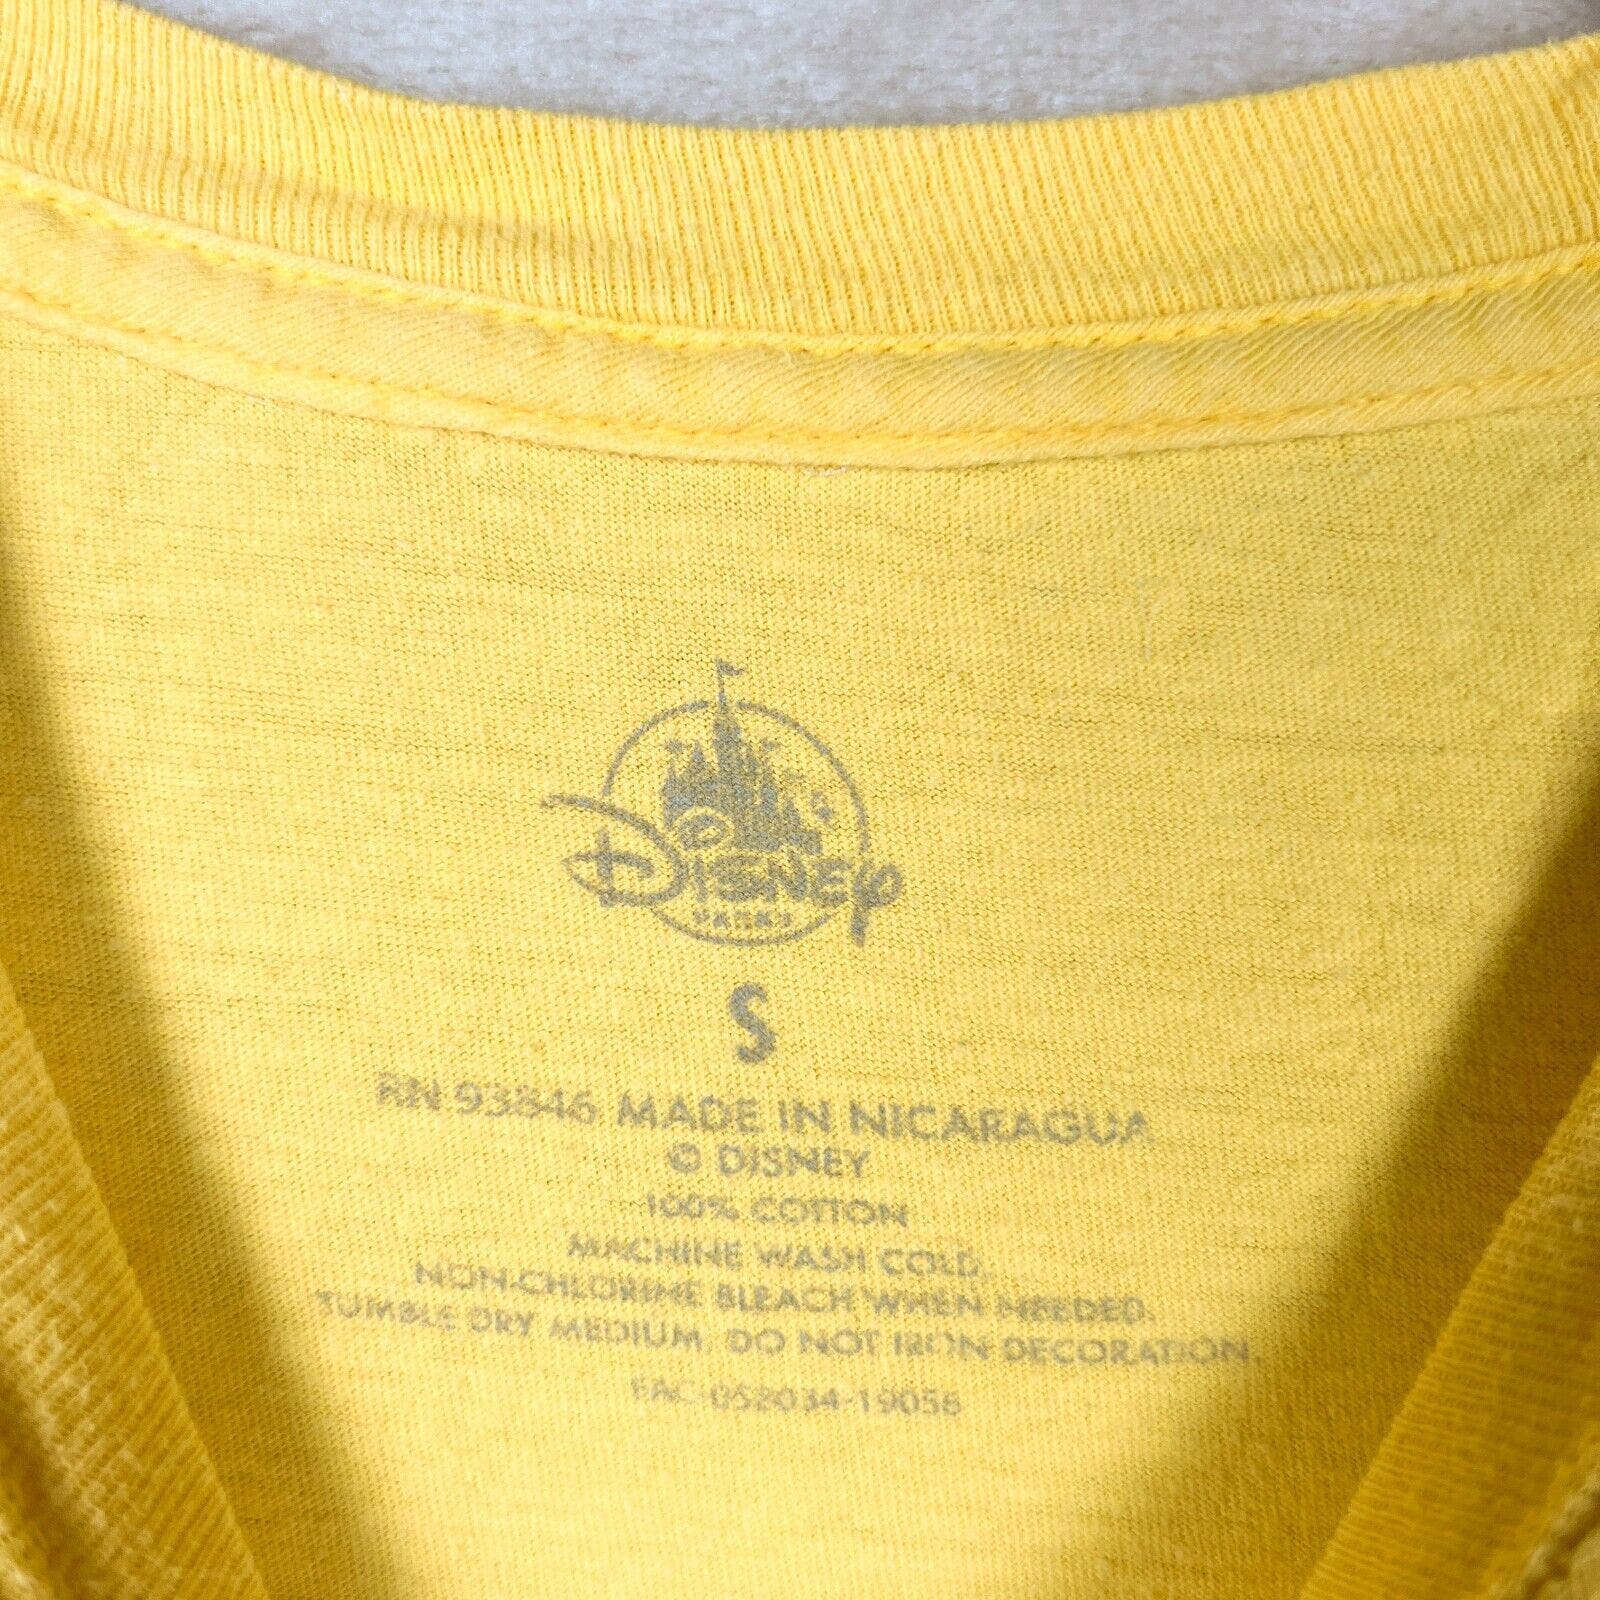 DISNEY
PARKS
S
RN 93846 MADE IN NICARAGUA
© DISNEY
100% COTTON
MACHINE WASH COLD.
NON-CHLORINE BLEACH WHEN NEEDED.
TUMBLE DRY MEDIUM. DO NOT IRON DECORATION.
FAC-052034-19056